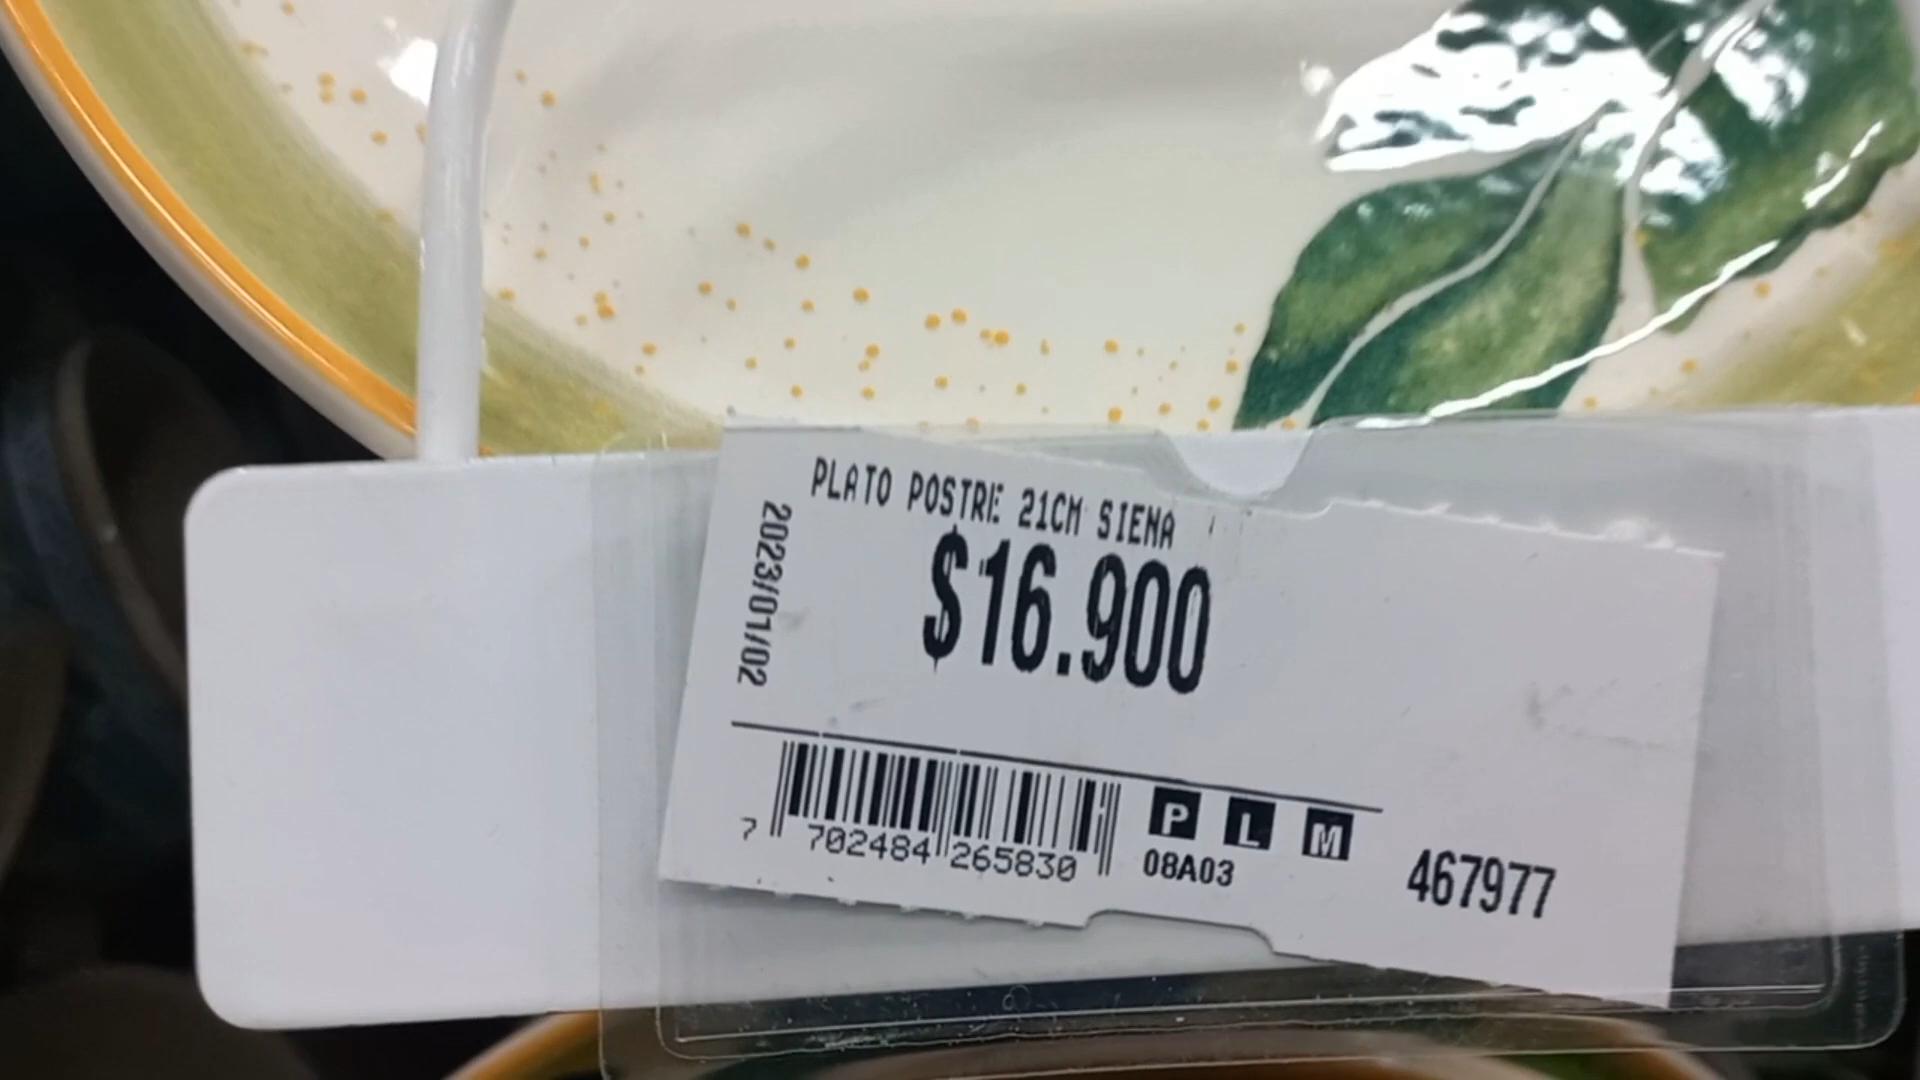 PLATO POSTRE 21CM SIENA
2023/01/02
$16.900
7 702484 265830
P L M
08A03
467977